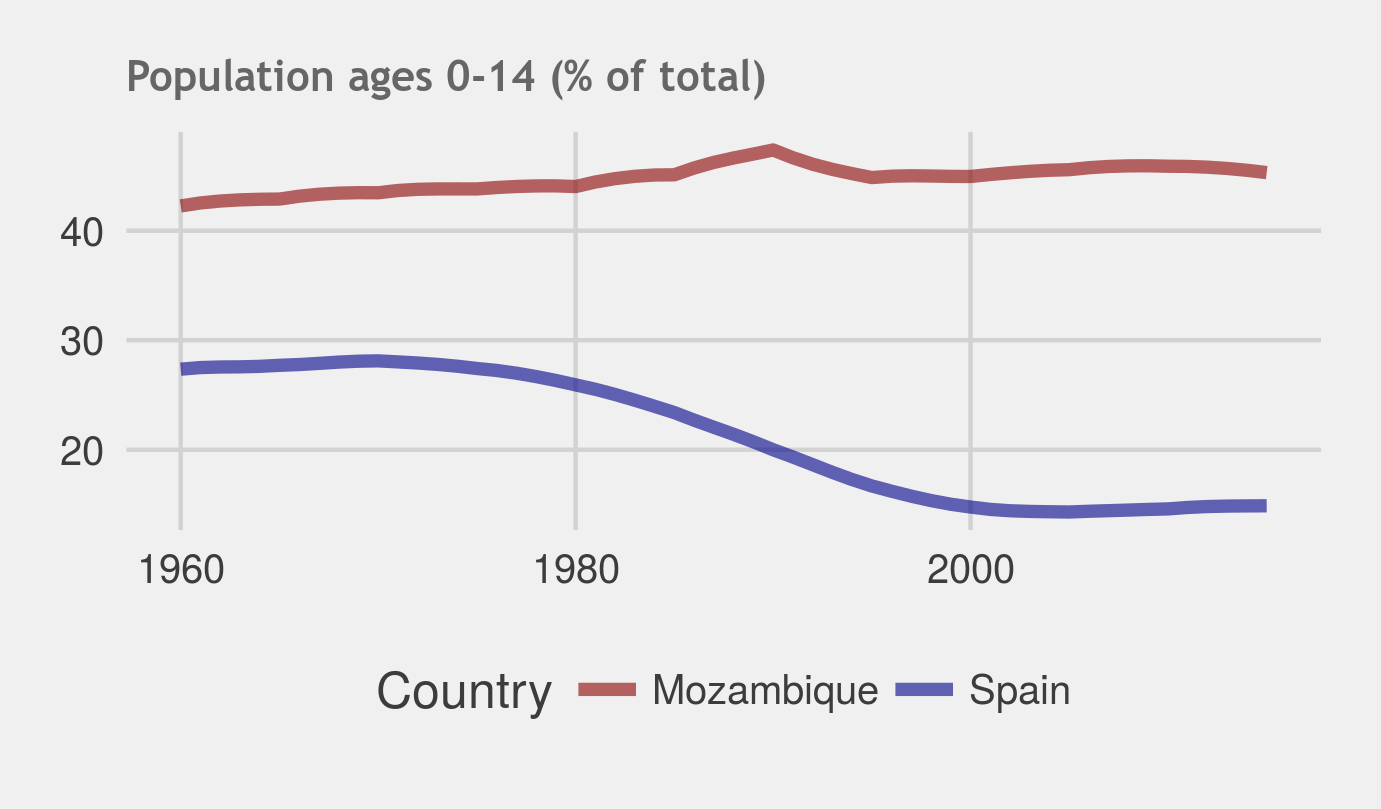 Population ages 0-14 (% of total)
40
30
20
1960 1980 2000
Country Mozambique Spain